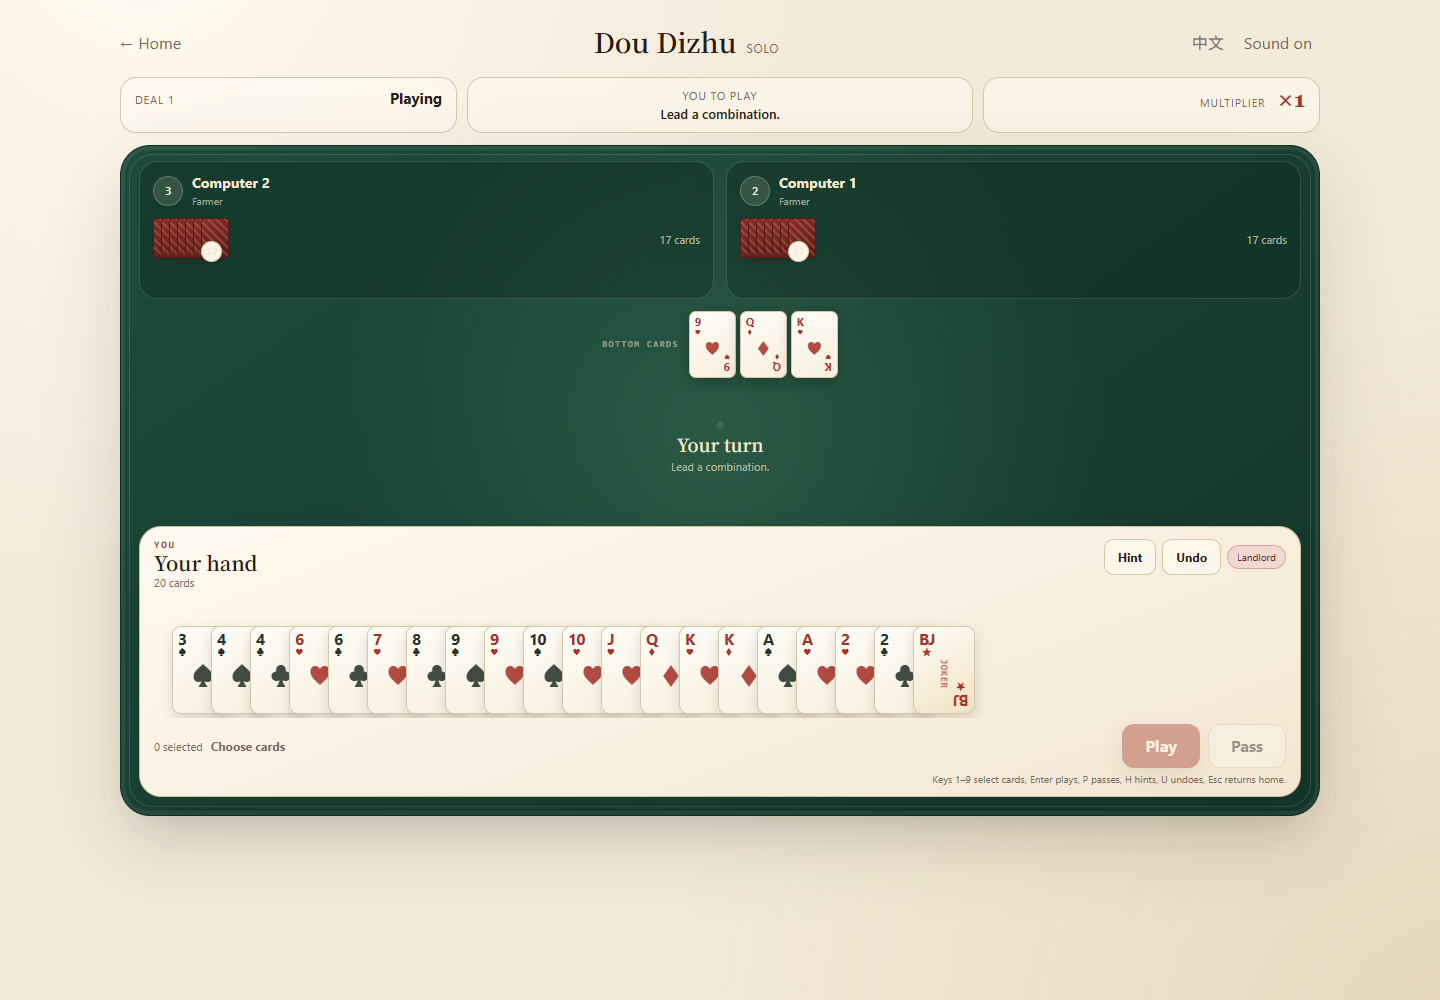 ← Home
Dou Dizhu SOLO
中文 Sound on
DEAL 1 Playing
YOU TO PLAY
Lead a combination.
MULTIPLIER ×1
3 Computer 2
Farmer
17 cards
2 Computer 1
Farmer
17 cards
BOTTOM CARDS
9 9
Q Q
K K
Your turn
Lead a combination.
YOU
Your hand
20 cards
Hint Undo Landlord
3 4 4 6 6 7 8 9 9 10 10 J Q K K A A 2 2 BJ
JOKER
BJ
0 selected Choose cards
Play Pass
Keys 1–9 select cards, Enter plays, P passes, H hints, U undoes, Esc returns home.